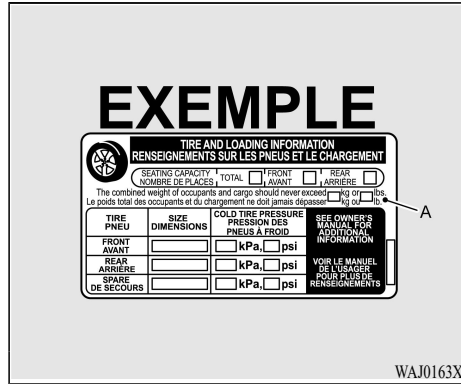 EXEMPLE
TIRE AND LOADING INFORMATION
RENSEIGNEMENTS SUR LES PNEUS ET LE CHARGEMENT
SEATING CAPACITY TOTAL FRONT REAR
NOMBRE DE PLACES AVANT ARRIÈRE
The combined weight of occupants and cargo should never exceed kg or lbs.
Le poids total des occupants et du chargement ne doit jamais dépasser kg ou lb.
A
TIRE SIZE COLD TIRE PRESSURE
PNEU DIMENSIONS PRESSION DES
PNEUS À FROID
SEE OWNER'S
MANUAL FOR
ADDITIONAL
INFORMATION
FRONT
AVANT kPa, psi
REAR
ARRIÈRE kPa, psi
SPARE
DE SECOURS kPa, psi
VOIR LE MANUEL
DE L'USAGER
POUR PLUS DE
RENSEIGNEMENTS
WAJ0163X